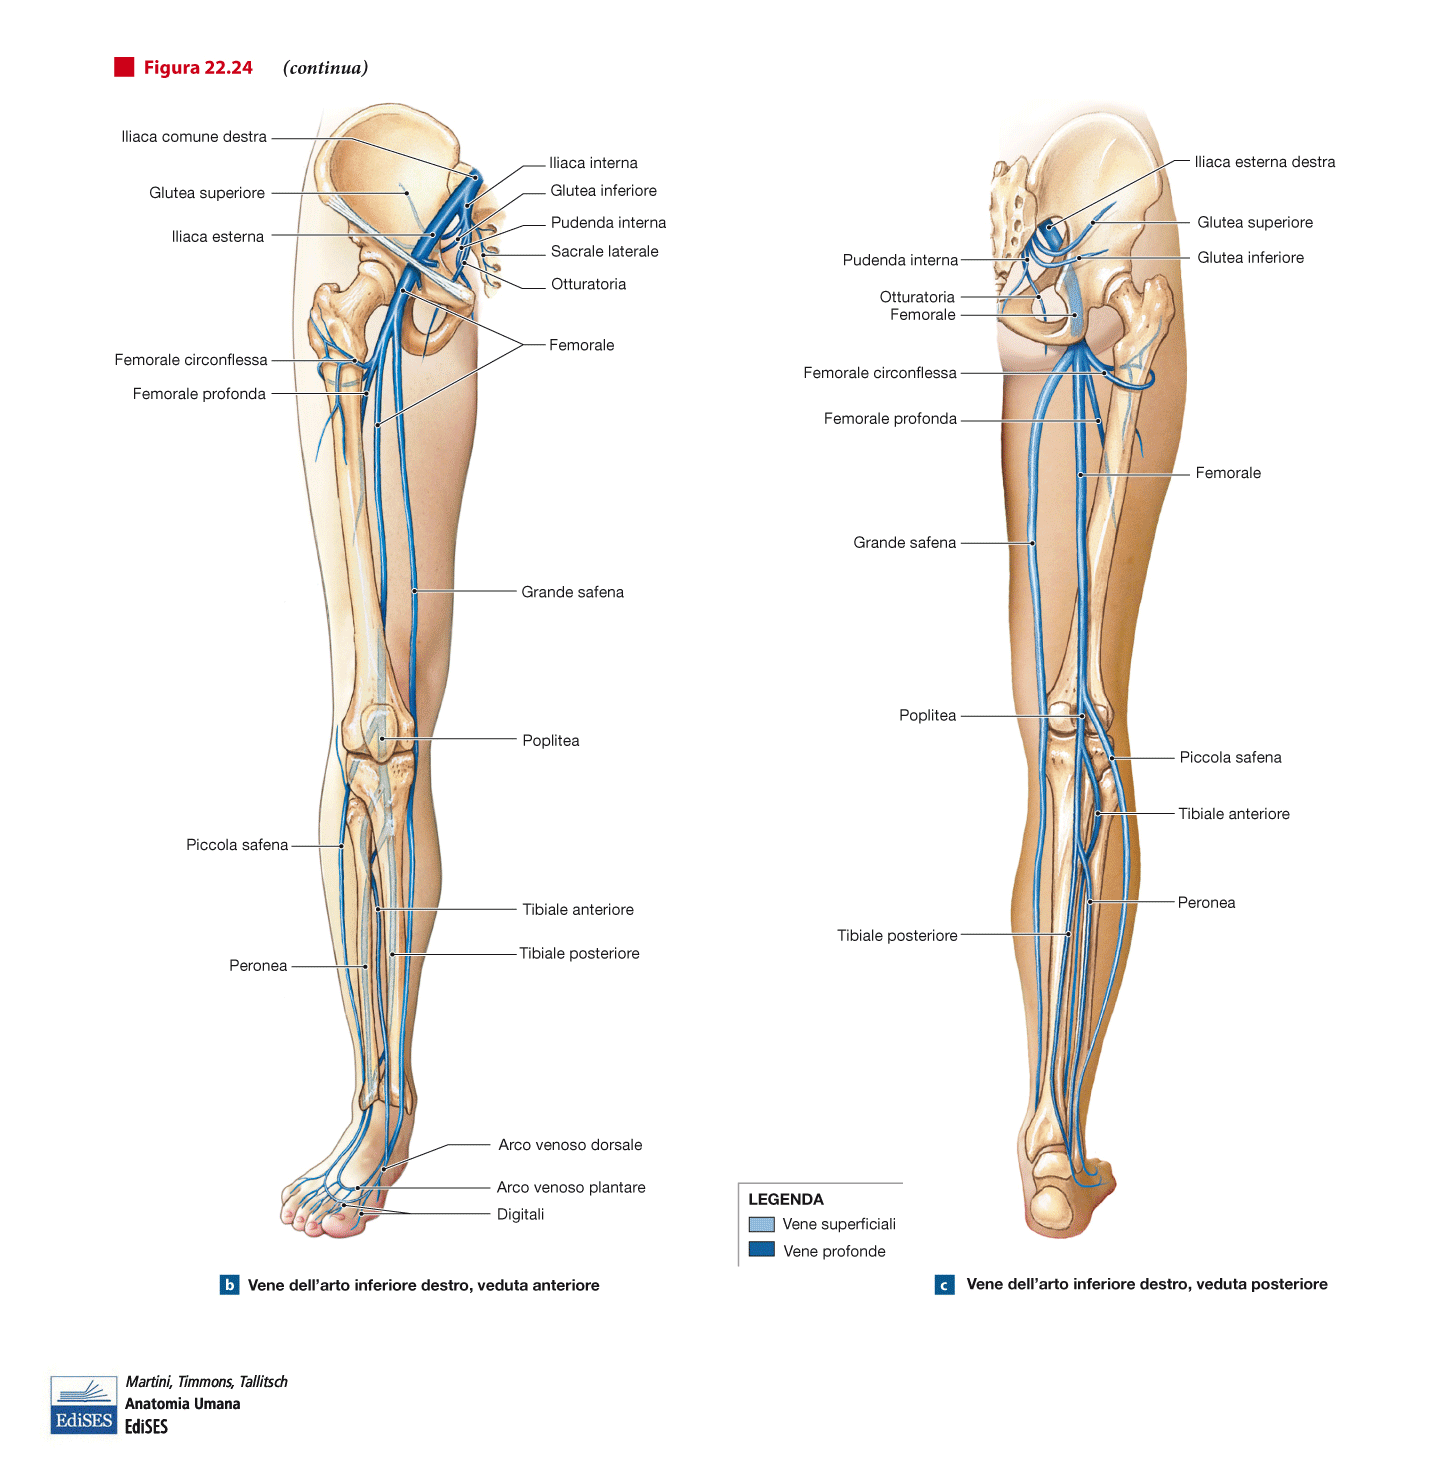 Figura 22.24 (continua)
Iliaca comune destra
Glutea superiore
Iliaca esterna
Femorale circonflessa
Femorale profonda
Piccola safena
Peronea
Iliaca interna
Glutea inferiore
Pudenda interna
Sacrale laterale
Otturatoria
Femorale
Grande safena
Poplitea
Tibiale anteriore
Tibiale posteriore
Arco venoso dorsale
Arco venoso plantare
Digitali
b Vene dell'arto inferiore destro, veduta anteriore
Pudenda interna
Otturatoria
Femorale
Femorale circonflessa
Femorale profonda
Grande safena
Poplitea
Tibiale posteriore
Iliaca esterna destra
Glutea superiore
Glutea inferiore
Femorale
Piccola safena
Tibiale anteriore
Peronea
LEGENDA
Vene superficiali
Vene profonde
c Vene dell'arto inferiore destro, veduta posteriore
EdiSES
Martini, Timmons, Tallitsch
Anatomia Umana
EdiSES